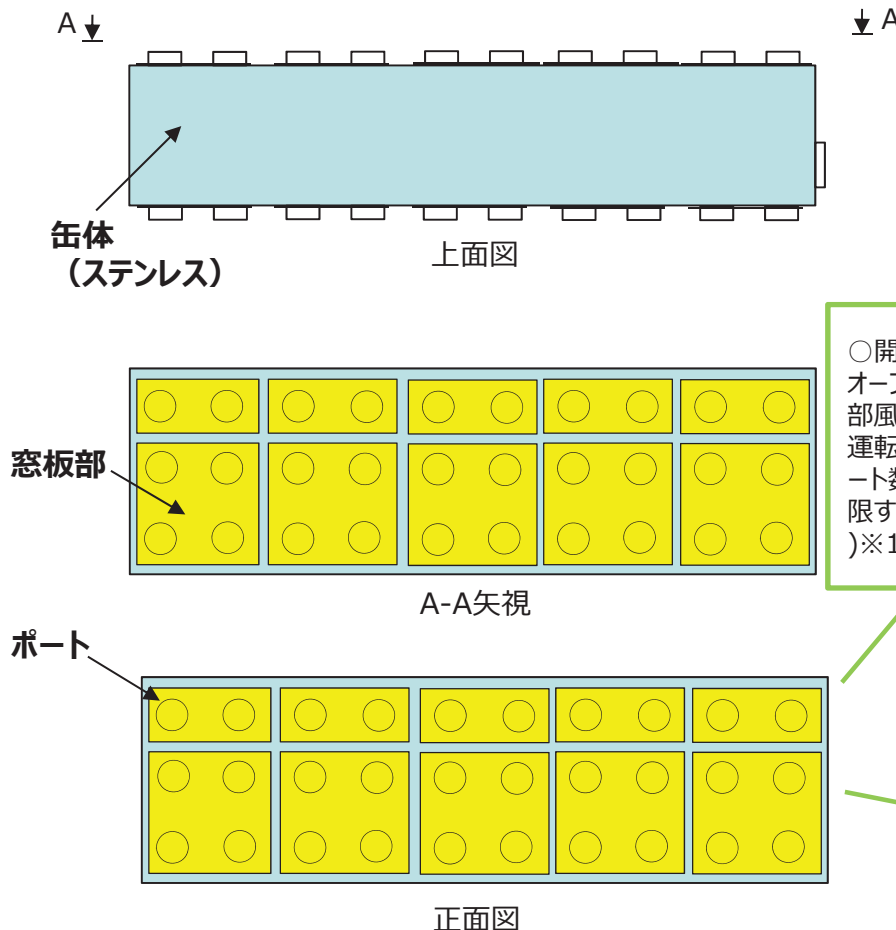 A
A
缶体
（ステンレス）
上面図
窓板部
A-A矢視
ポート
正面図
○開
オープ
部風
運転
ート数
限す
)※1